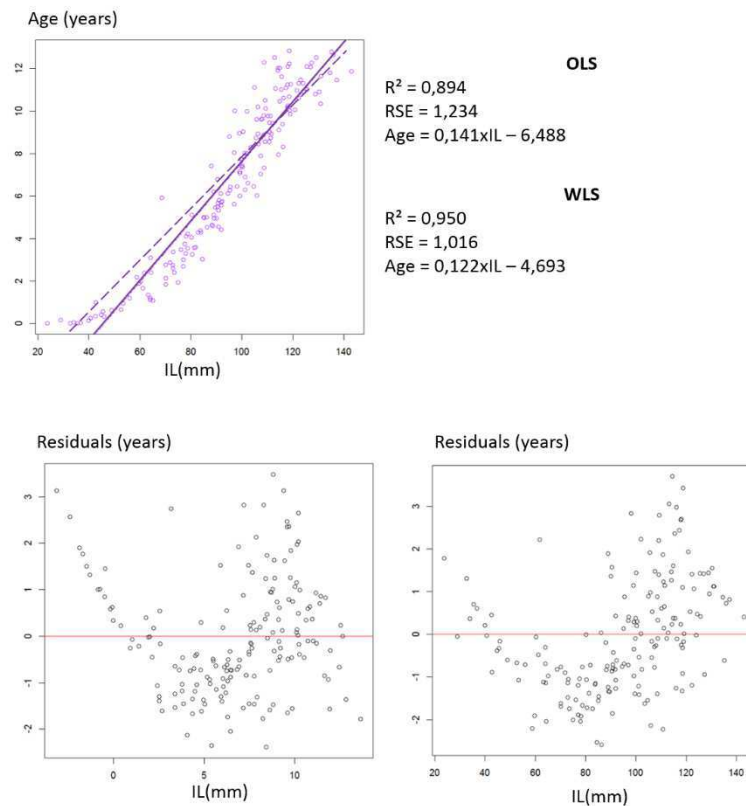 Age (years)
12
10
8
6
4
2
0
20 40 60 80 100 120 140
IL(mm)
OLS
R² = 0,894
RSE = 1,234
Age = 0,141xIL – 6,488
WLS
R² = 0,950
RSE = 1,016
Age = 0,122xIL – 4,693
Residuals (years)
3
2
1
0
-1
-2
0 5 10
IL(mm)
Residuals (years)
3
2
1
0
-1
-2
20 40 60 80 100 120 140
IL(mm)